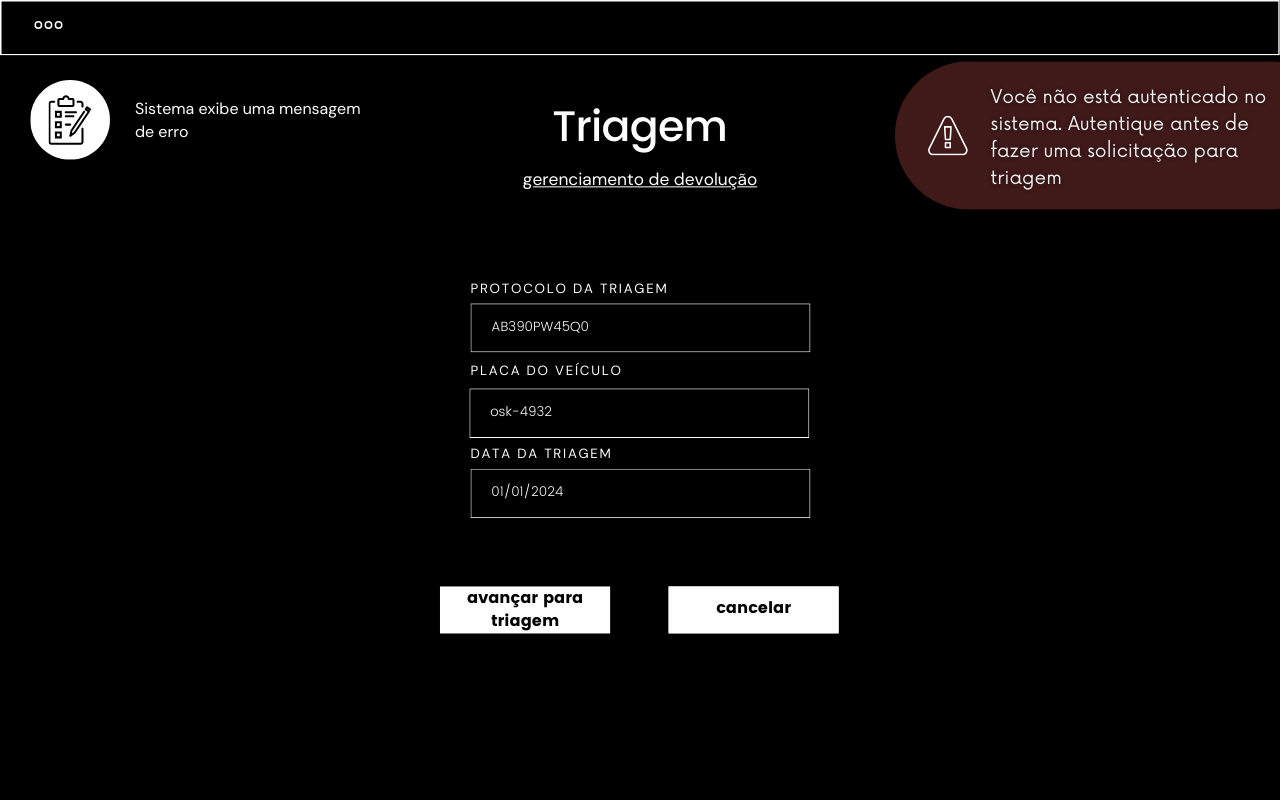 Sistema exibe uma mensagem
de erro
Triagem
gerenciamento de devolução
Você não está autenticado no
sistema. Autentique antes de
fazer uma solicitação para
triagem
PROTOCOLO DA TRIAGEM
AB390PW45Q0
PLACA DO VEÍCULO
osk-4932
DATA DA TRIAGEM
01/01/2024
avançar para
triagem
cancelar